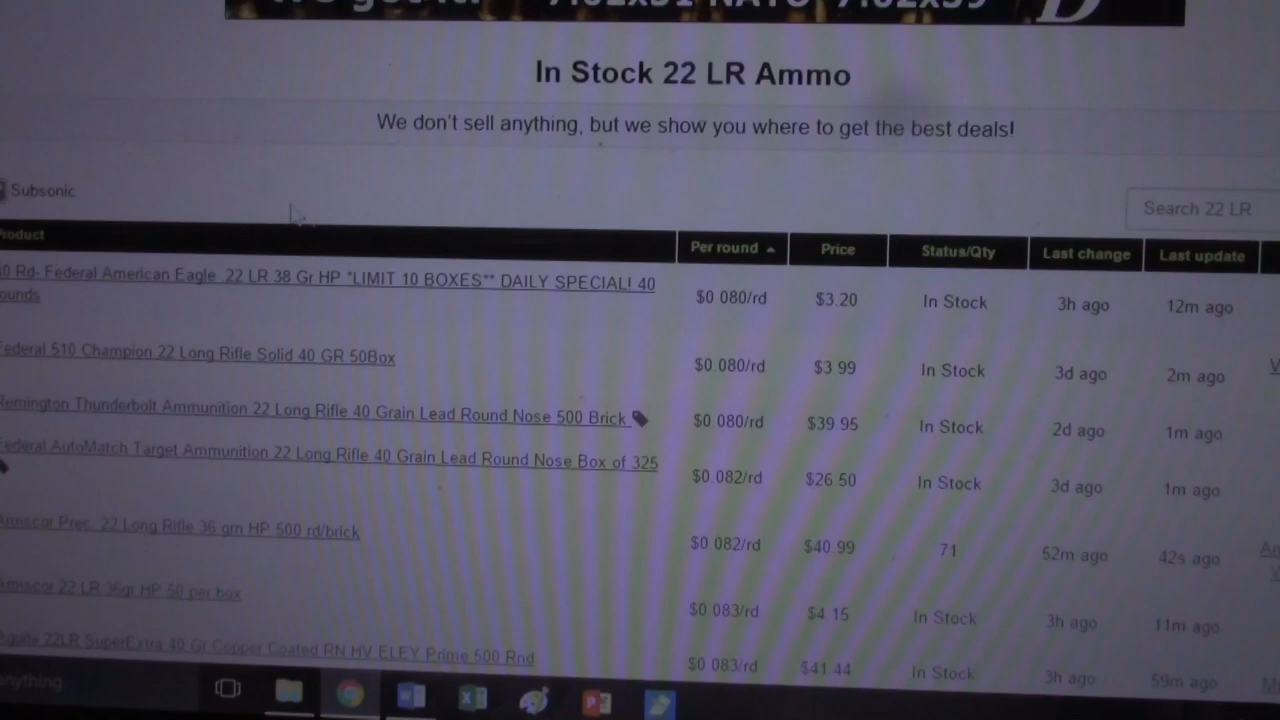 In Stock 22 LR Ammo
We don't sell anything, but we show you where to get the best deals!
Subsonic
Search 22 LR
Product Per round Price Status/Qty Last change Last update
0 Rd- Federal American Eagle .22 LR 38 Gr HP *LIMIT 10 BOXES** DAILY SPECIAL! 40
ounds
$0 080/rd $3.20 In Stock 3h ago 12m ago
Federal 510 Champion 22 Long Rifle Solid 40 GR 50Box $0.080/rd $3 99 In Stock 3d ago 2m ago
Remington Thunderbolt Ammunition 22 Long Rifle 40 Grain Lead Round Nose 500 Brick $0 080/rd $39 95 In Stock 2d ago 1m ago
Federal AutoMatch Target Ammunition 22 Long Rifle 40 Grain Lead Round Nose Box of 325 $0.082/rd $26 50 In Stock 3d ago 1m ago
Armscor Prec. 22 Long Rifle 36 grn HP 500 rd/brick $0 082/rd $40 99 71 52m ago 42s ago
Armscor 22 LR 36gr HP 50 per box $0 083/rd $4 15 In Stock 3h ago 11m ago
Aguila 22LR SuperExtra 40 Gr Copper Coated RN HV ELEY Prime 500 Rnd $0 083/rd $41 44 In Stock 3h ago 59m ago
anything